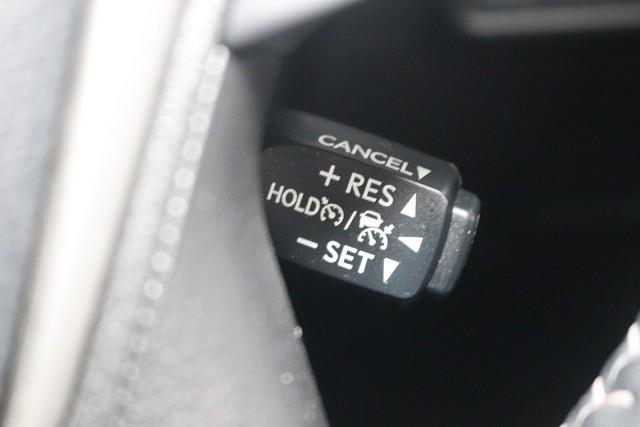 CANCEL
+ RES
HOLD /
− SET